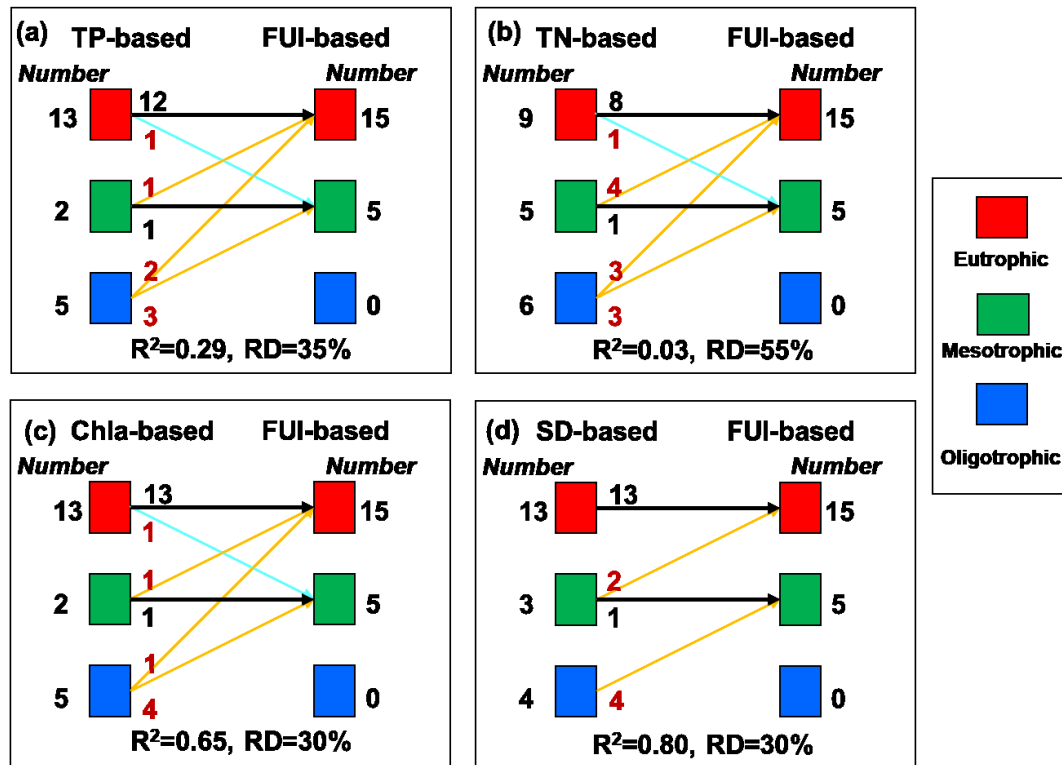 (a) TP-based FUI-based
Number Number
13 12 15
1
1
2 5
1
2
5 0
3
R²=0.29, RD=35%
(b) TN-based FUI-based
Number Number
9 8 15
1
4
5 5
1
3
6 0
3
R²=0.03, RD=55%
(c) Chla-based FUI-based
Number Number
13 13 15
1
1
2 5
1
1
5 0
4
R²=0.65, RD=30%
(d) SD-based FUI-based
Number Number
13 13 15
2
3 5
1
4 0
4
R²=0.80, RD=30%
Eutrophic
Mesotrophic
Oligotrophic